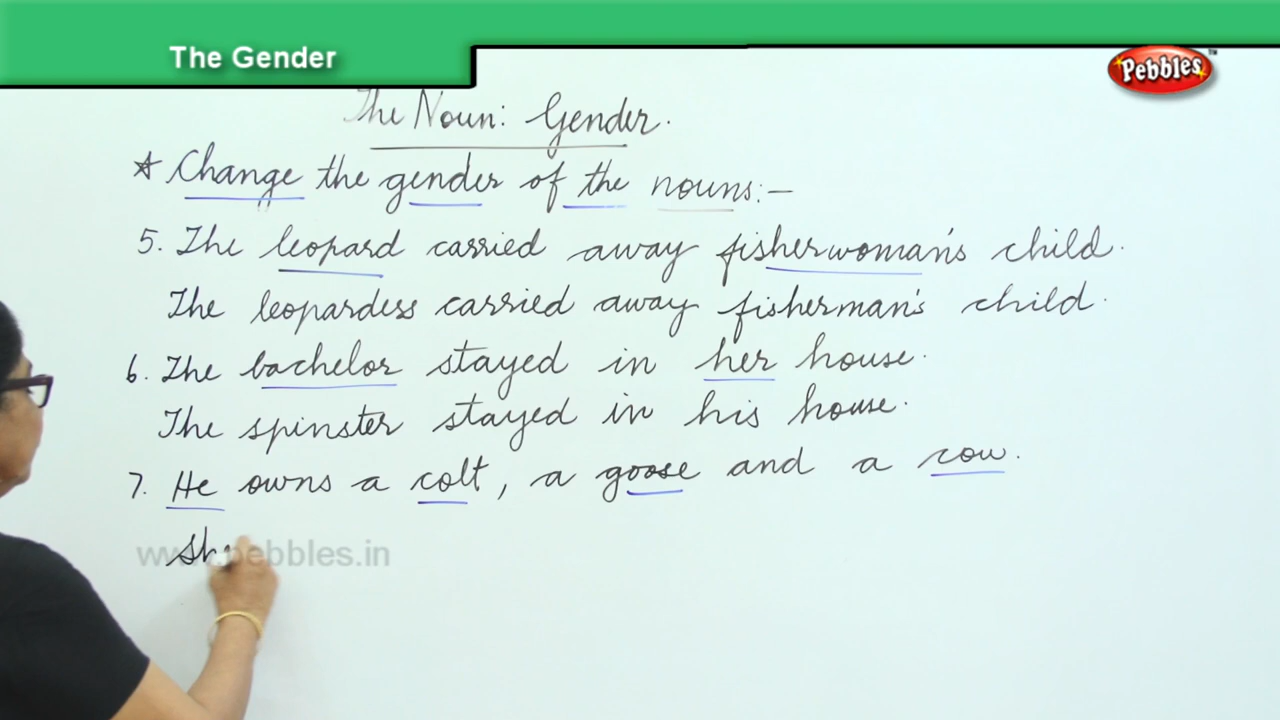 The Gender
Pebbles™
The Noun: Gender.
* Change the gender of the nouns:-
5. The leopard carried away fisherwoman's child.
The leopardess carried away fisherman's child.
6. The bachelor stayed in her house.
The spinster stayed in his house.
7. He owns a colt, a goose and a cow.
She
www.pebbles.in